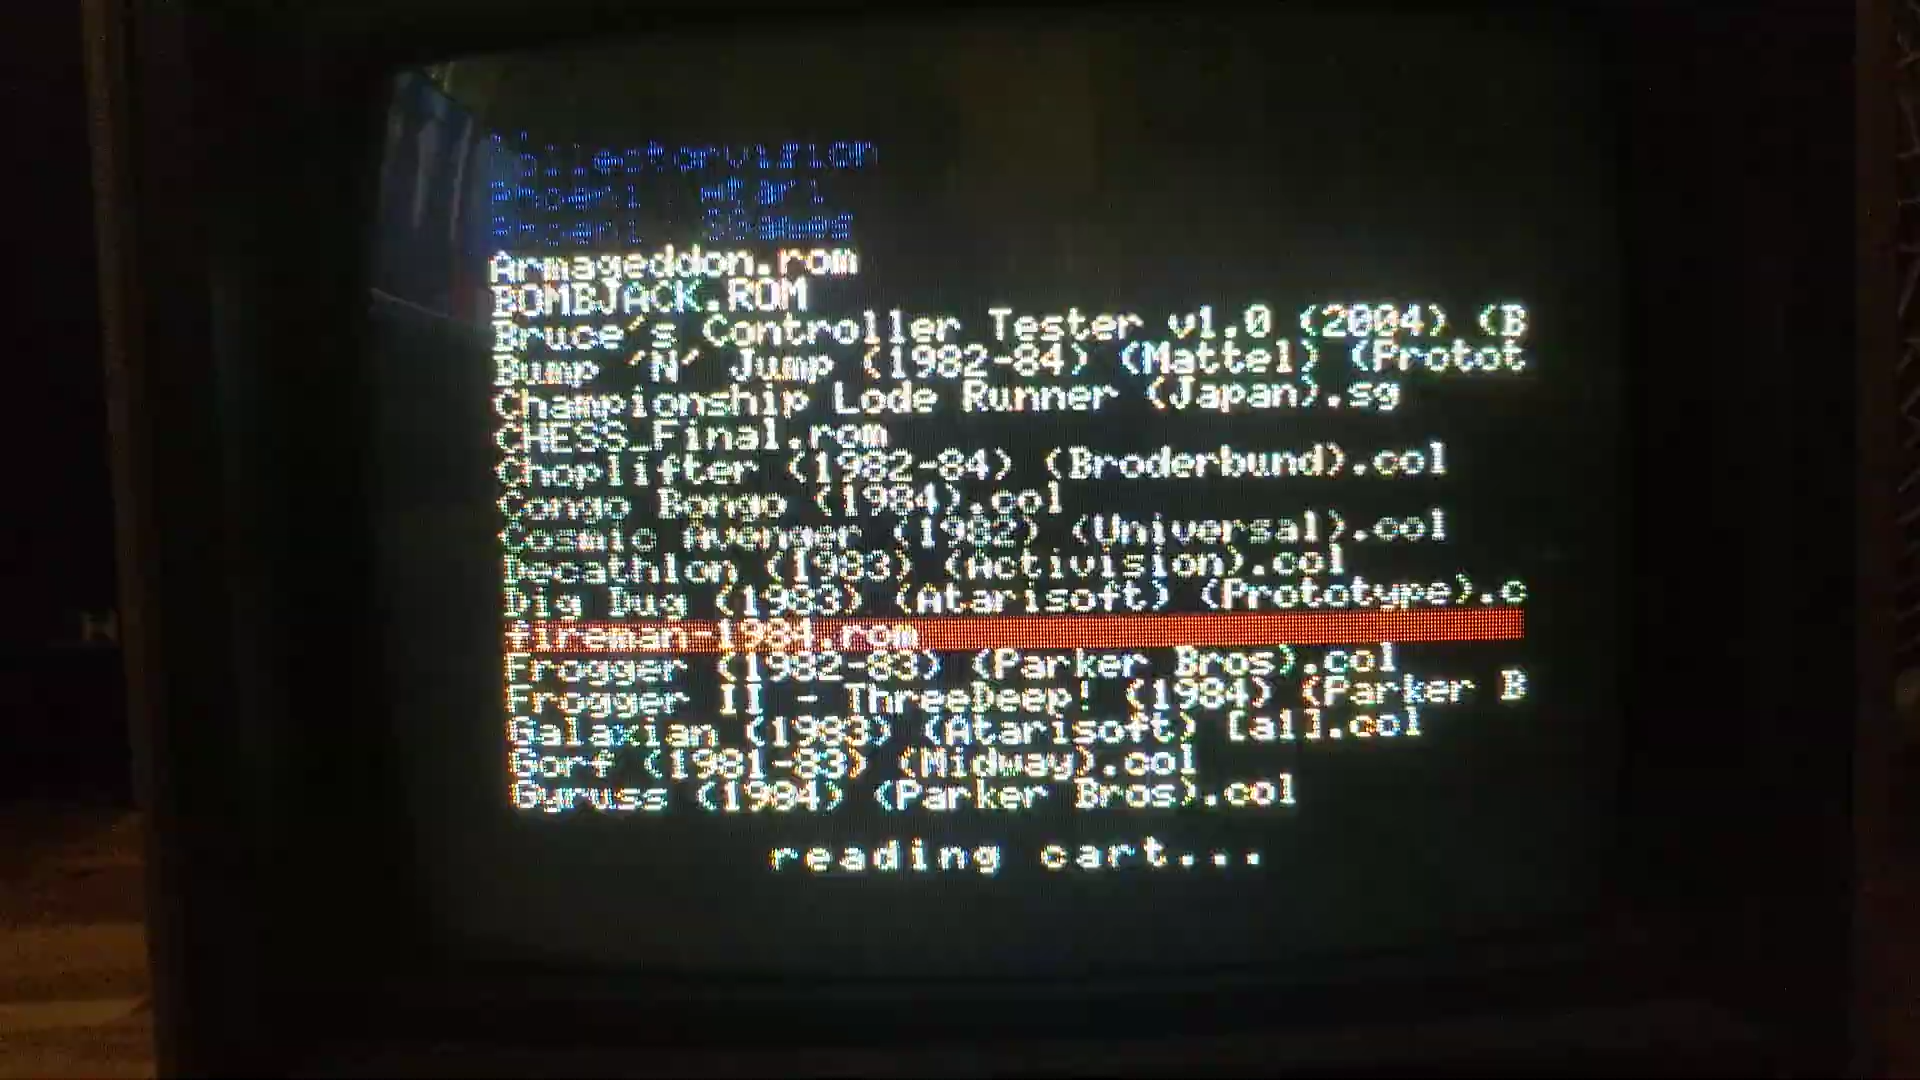 Collectorvision
Armageddon.rom
BOMBJACK.ROM
Bruce's Controller Tester v1.0 (2004) (B
Bump 'N' Jump (1982-84) (Mattel) (Protot
Championship Lode Runner (Japan).sg
CHESS_Final.rom
Choplifter (1982-84) (Broderbund).col
Congo Bongo (1984).col
Cosmic Avenger (1982) (Universal).col
Decathlon (1983) (Activision).col
Dig Dug (1983) (Atarisoft) (Prototype).c
fireman-1984.rom
Frogger (1982-83) (Parker Bros).col
Frogger II - ThreeDeep! (1984) (Parker B
Galaxian (1983) (Atarisoft) [a1].col
Gorf (1981-83) (Midway).col
Gyruss (1984) (Parker Bros).col
reading cart...